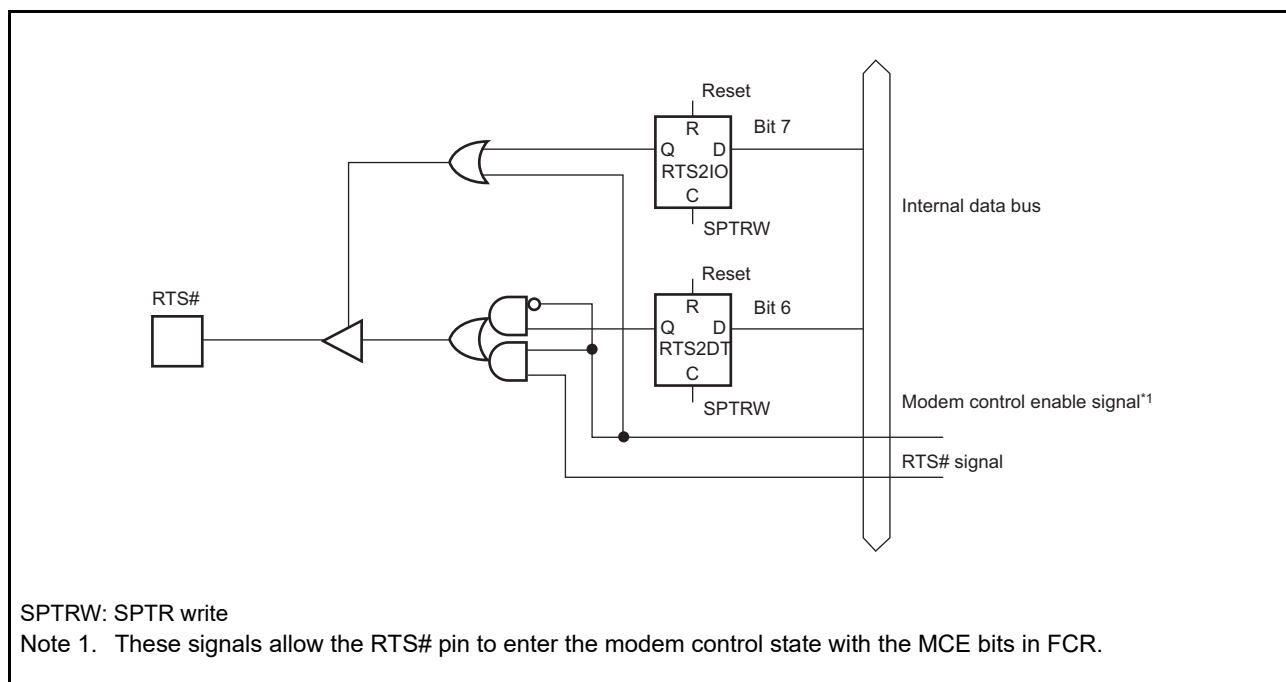 Reset
R
Bit 7
Q D
RTS2IO
C
SPTRW
Internal data bus
Reset
R
Bit 6
Q D
RTS2DT
C
SPTRW
RTS#
Modem control enable signal*1
RTS# signal
SPTRW: SPTR write
Note 1. These signals allow the RTS# pin to enter the modem control state with the MCE bits in FCR.